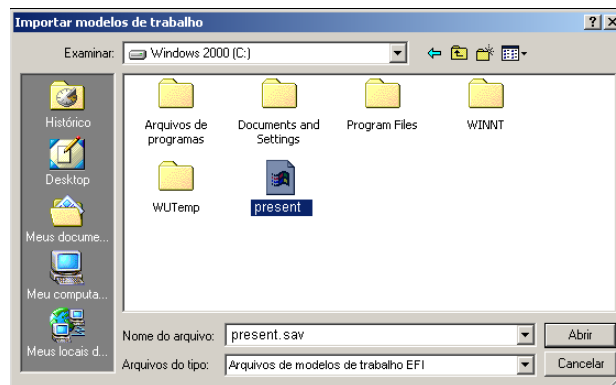 Importar modelos de trabalho
Examinar:
Windows 2000 (C:)
Histórico
Desktop
Meus docume...
Meu computa...
Meus locais d...
Arquivos de
programas
Documents and
Settings
Program Files
WINNT
WUTemp
present
Nome do arquivo:
present.sav
Abrir
Arquivos do tipo:
Arquivos de modelos de trabalho EFI
Cancelar